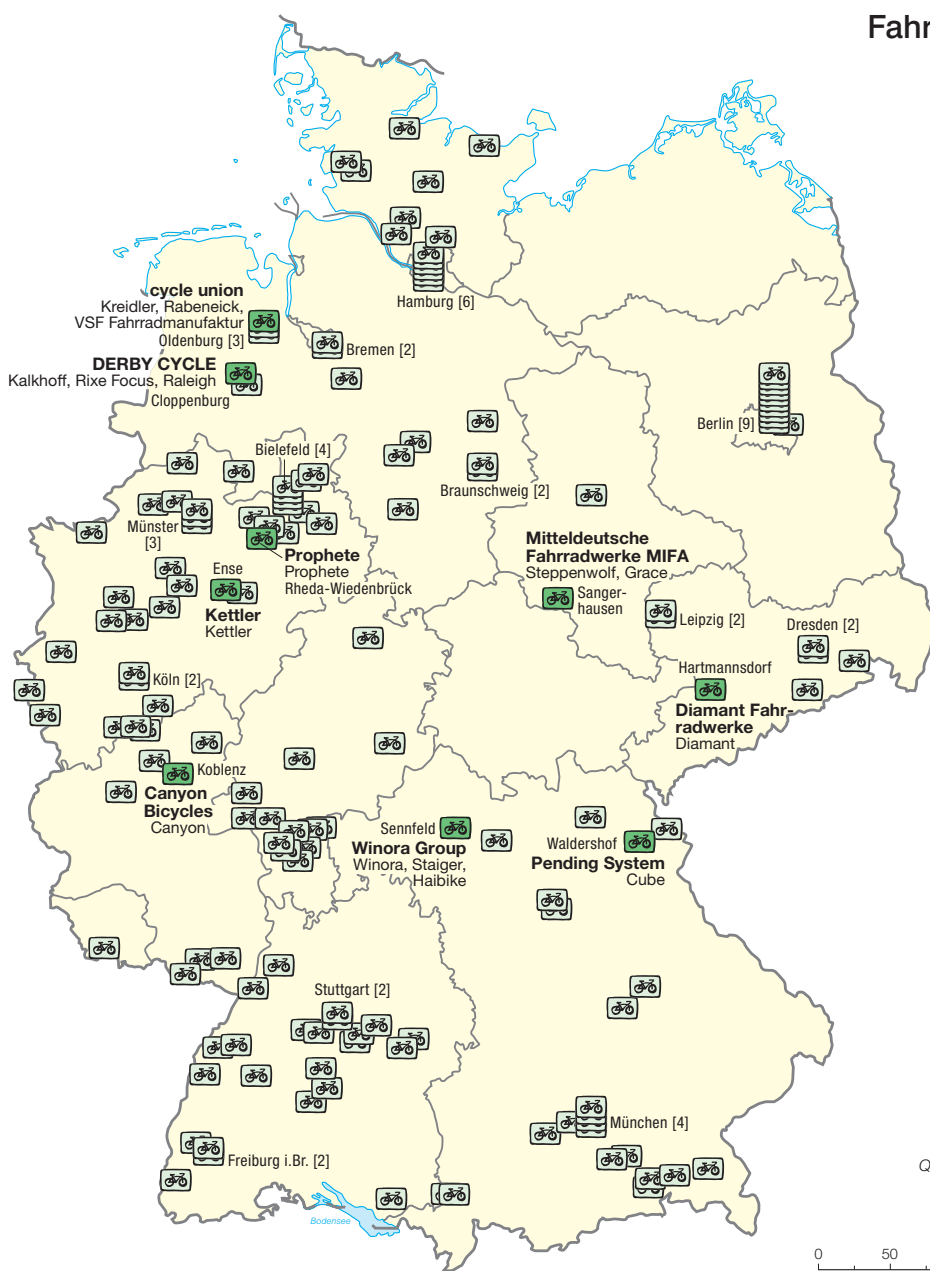 Fahr
Hamburg [6]
cycle union
Kreidler, Rabeneick,
VSF Fahrradmanufaktur
Oldenburg [3]
Bremen [2]
DERBY CYCLE
Kalkhoff, Rixe Focus, Raleigh
Cloppenburg
Berlin [9]
Bielefeld [4]
Braunschweig [2]
Münster
[3]
Prophete
Prophete
Rheda-Wiedenbrück
Mitteldeutsche
Fahrradwerke MIFA
Steppenwolf, Grace
Sanger-
hausen
Ense
Kettler
Kettler
Leipzig [2]
Dresden [2]
Köln [2]
Hartmannsdorf
Diamant Fahr-
radwerke
Diamant
Koblenz
Canyon
Bicycles
Canyon
Sennfeld
Winora Group
Winora, Staiger,
Haibike
Waldershof
Pending System
Cube
Stuttgart [2]
München [4]
Freiburg i.Br. [2]
Bodensee
Q
0 50